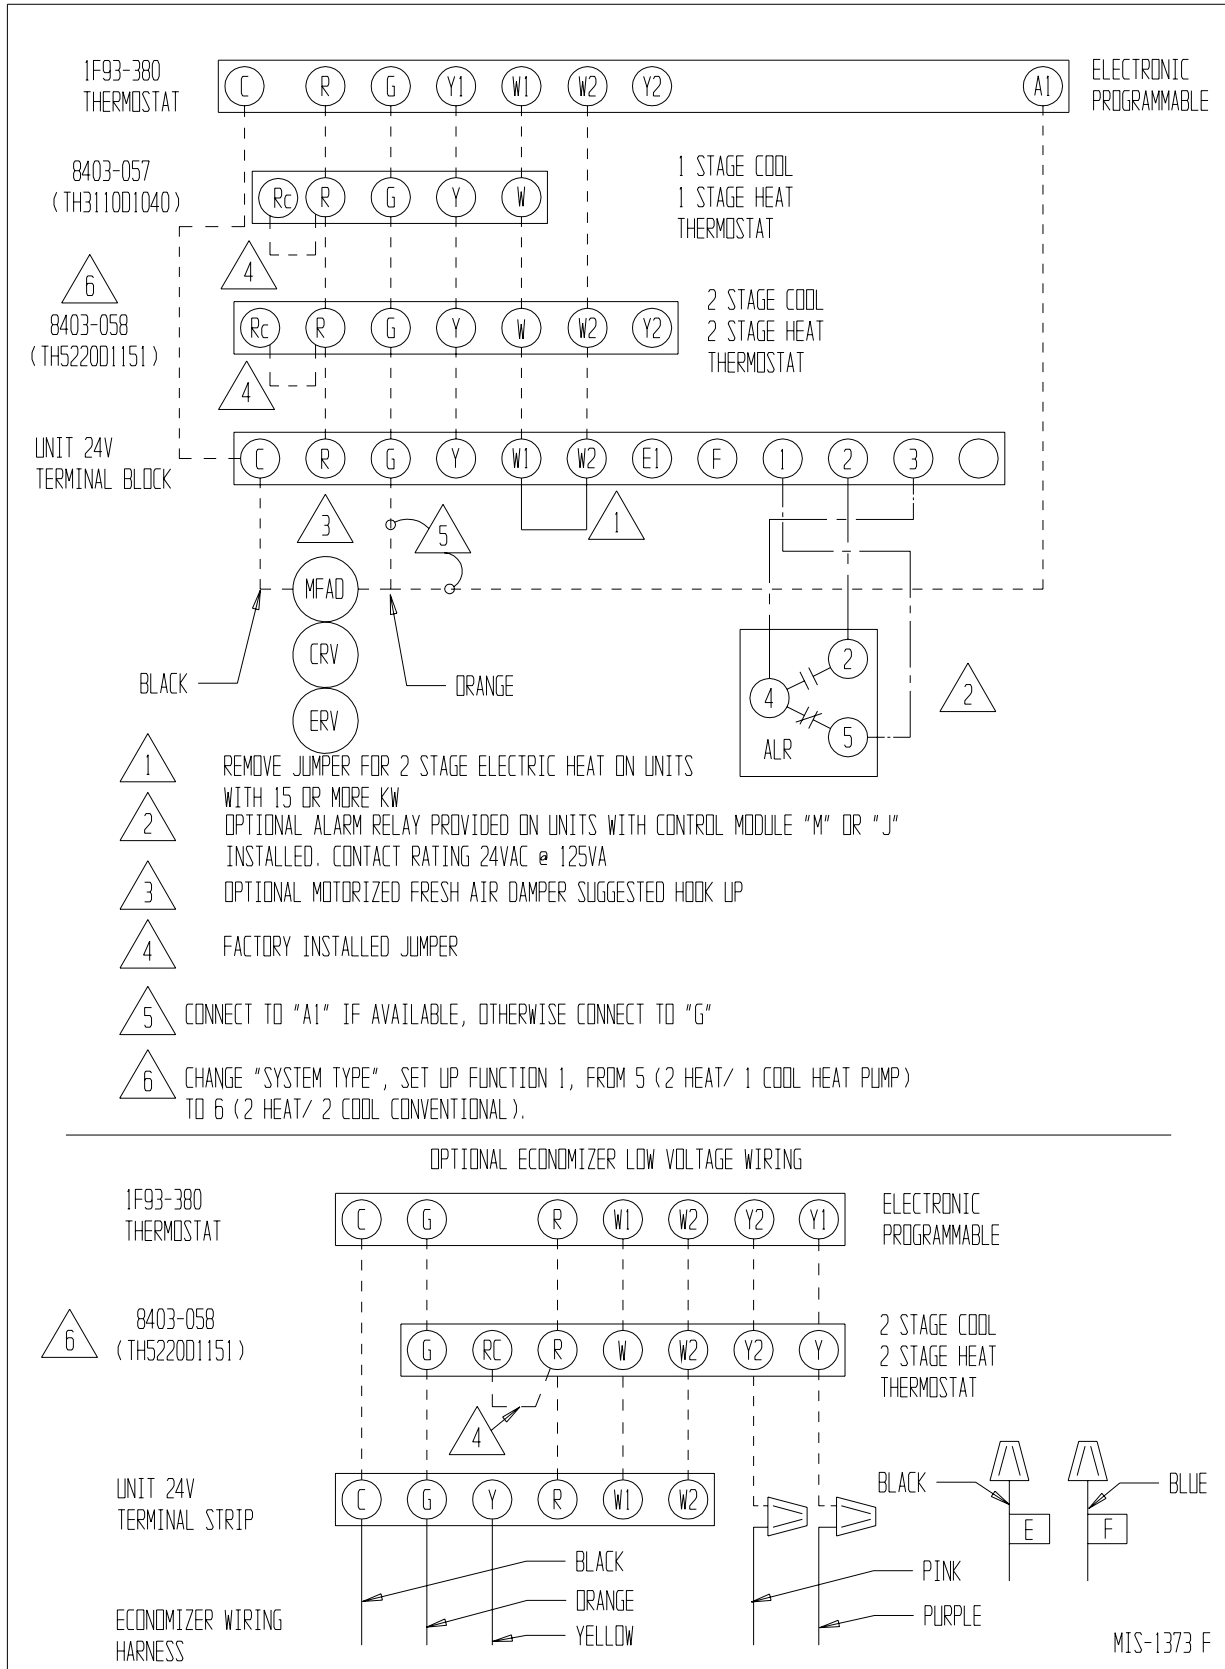 1F93-380
THERMOSTAT
C R G Y1 W1 W2 Y2 A1
ELECTRONIC
PROGRAMMABLE
8403-057
(TH3110D1040)
Rc R G Y W
1 STAGE COOL
1 STAGE HEAT
THERMOSTAT
4
6
8403-058
(TH5220D1151)
Rc R G Y W W2 Y2
2 STAGE COOL
2 STAGE HEAT
THERMOSTAT
4
UNIT 24V
TERMINAL BLOCK
C R G Y W1 W2 E1 F 1 2 3
3
5
1
MFAD
CRV
ERV
BLACK
ORANGE
2
4
5
ALR
2
1 REMOVE JUMPER FOR 2 STAGE ELECTRIC HEAT ON UNITS
WITH 15 OR MORE KW
2 OPTIONAL ALARM RELAY PROVIDED ON UNITS WITH CONTROL MODULE "M" OR "J"
INSTALLED. CONTACT RATING 24VAC @ 125VA
3 OPTIONAL MOTORIZED FRESH AIR DAMPER SUGGESTED HOOK UP
4 FACTORY INSTALLED JUMPER
5 CONNECT TO "A1" IF AVAILABLE, OTHERWISE CONNECT TO "G"
6 CHANGE "SYSTEM TYPE", SET UP FUNCTION 1, FROM 5 (2 HEAT/ 1 COOL HEAT PUMP)
TO 6 (2 HEAT/ 2 COOL CONVENTIONAL).
OPTIONAL ECONOMIZER LOW VOLTAGE WIRING
1F93-380
THERMOSTAT
C G R W1 W2 Y2 Y1
ELECTRONIC
PROGRAMMABLE
6
8403-058
(TH5220D1151)
G RC R W W2 Y2 Y
2 STAGE COOL
2 STAGE HEAT
THERMOSTAT
4
UNIT 24V
TERMINAL STRIP
C G Y R W1 W2
BLACK
BLUE
E
F
BLACK
ORANGE
YELLOW
PINK
PURPLE
ECONOMIZER WIRING
HARNESS
MIS-1373 F